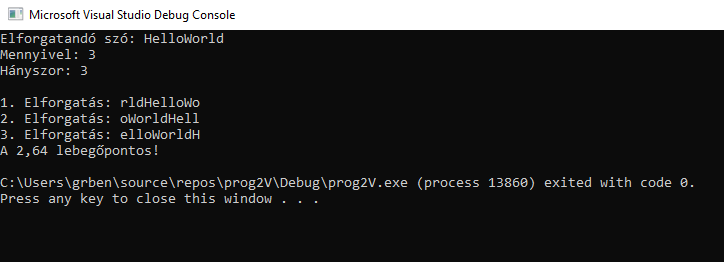 Microsoft Visual Studio Debug Console
Elforgatandó szó: HelloWorld
Mennyivel: 3
Hányszor: 3
1. Elforgatás: rldHelloWo
2. Elforgatás: oWorldHell
3. Elforgatás: elloWorldH
A 2,64 lebegőpontos!
C:\Users\grben\source\repos\prog2V\Debug\prog2V.exe (process 13860) exited with code 0.
Press any key to close this window . . .